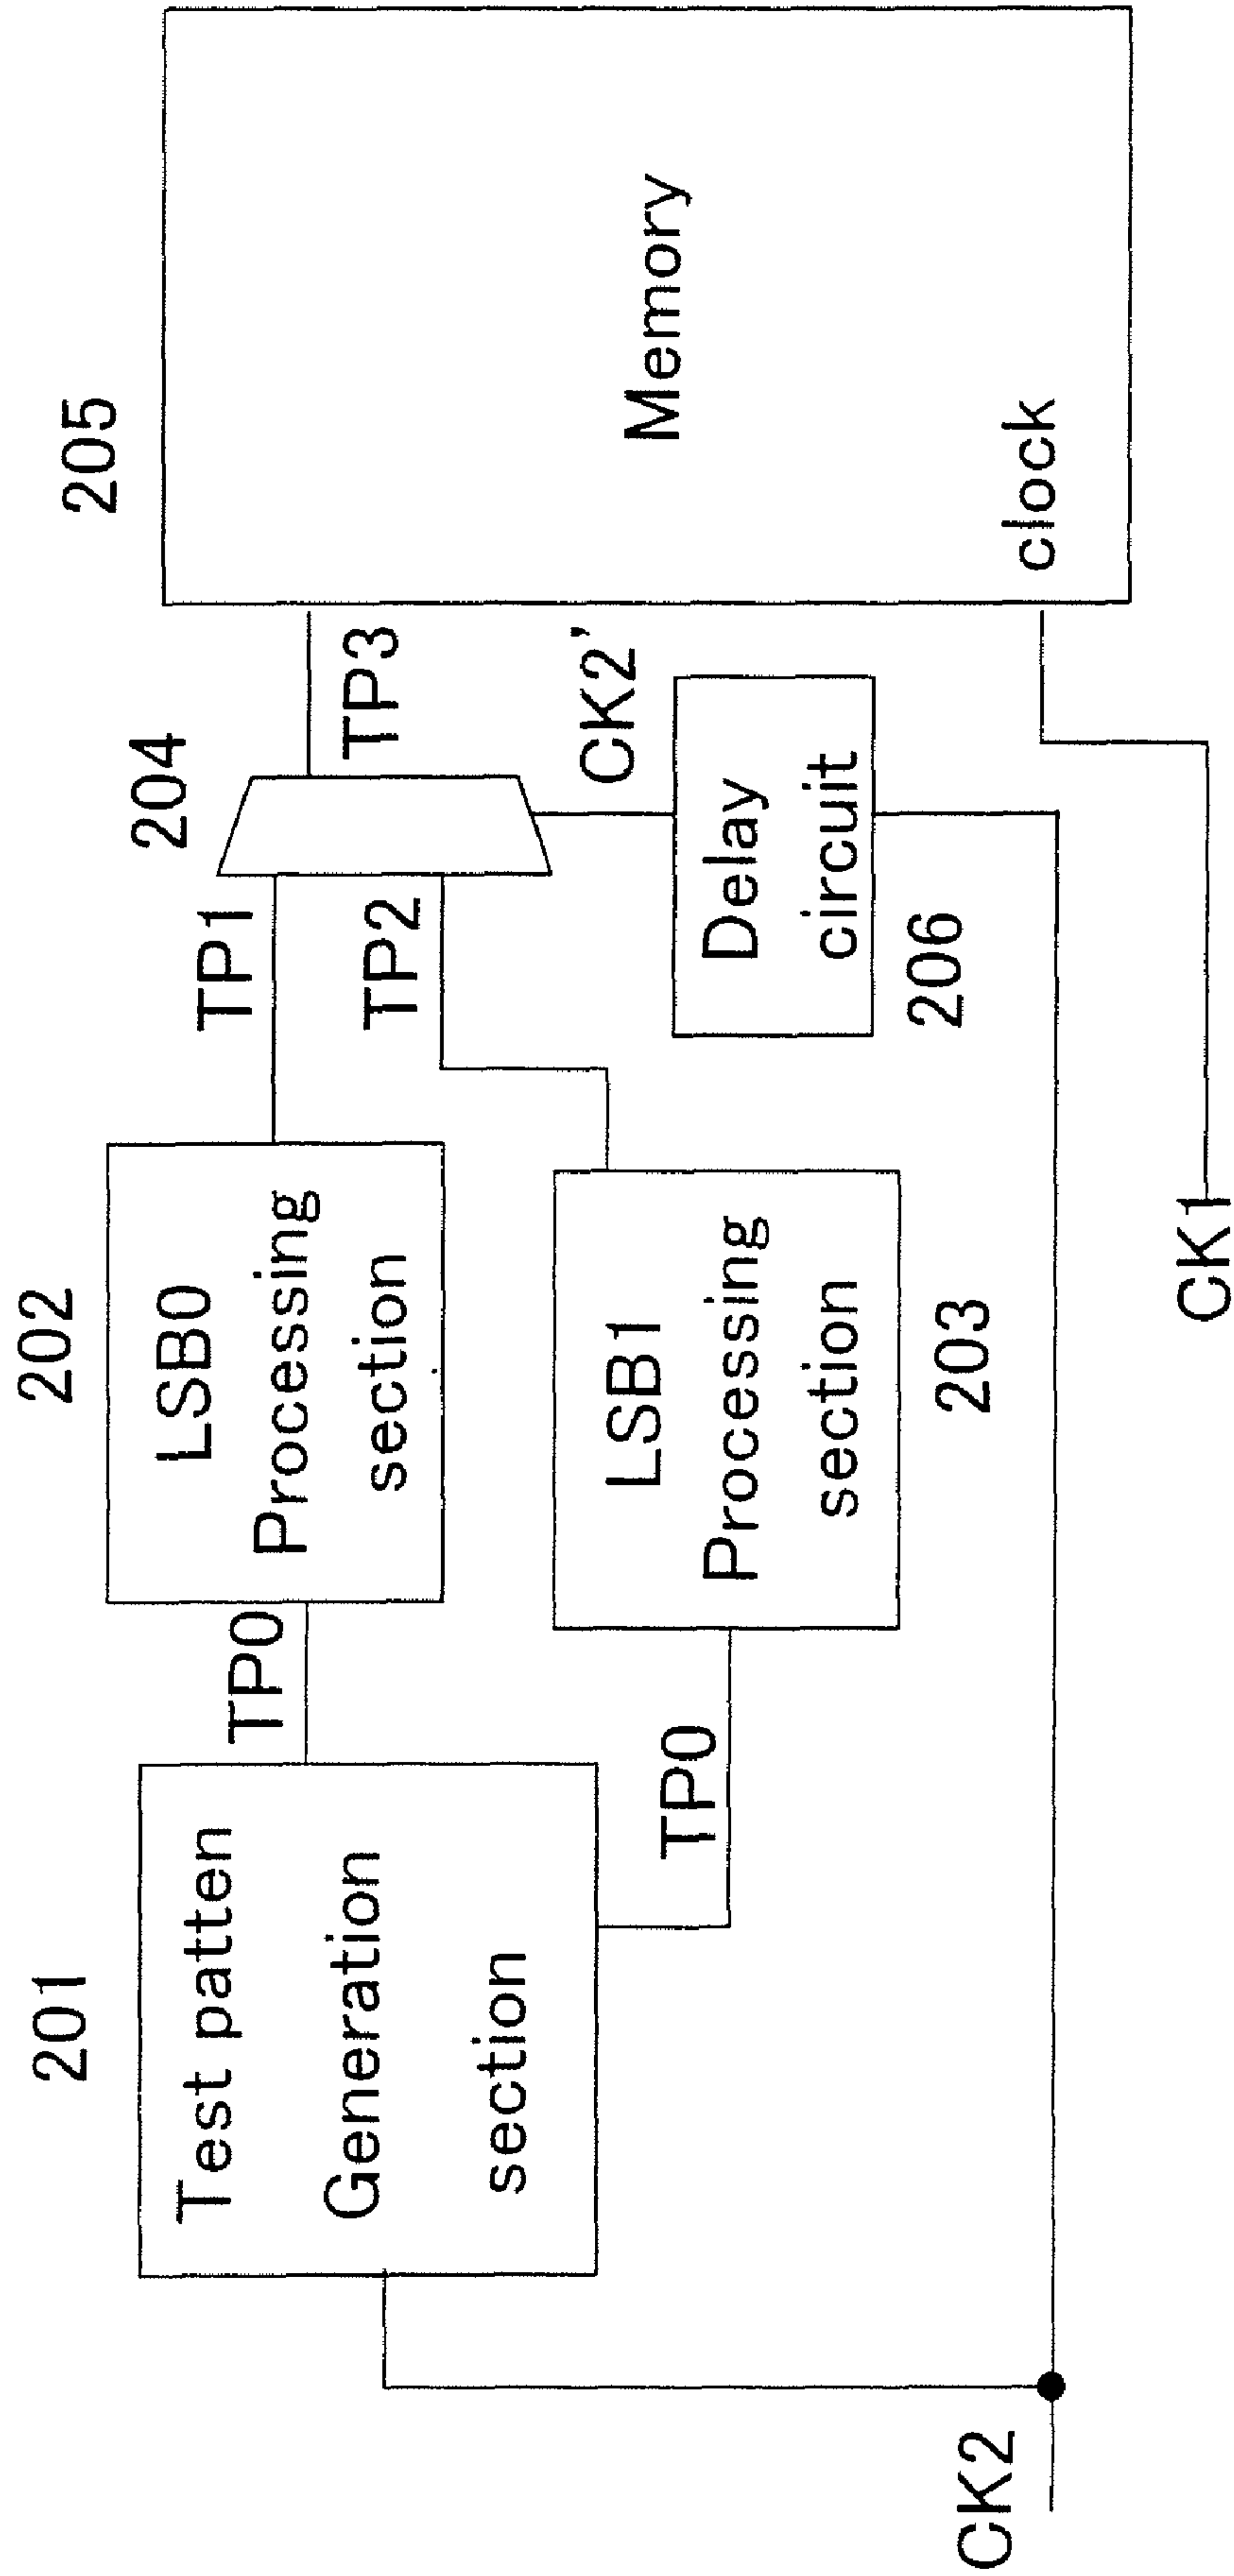 201
Test patten
Generation
section
TP0
TP0
202
LSB0
Processing
section
LSB1
Processing
section
203
TP1
TP2
204
TP3
CK2'
Delay
circuit
206
205
Memory
clock
CK2
CK1